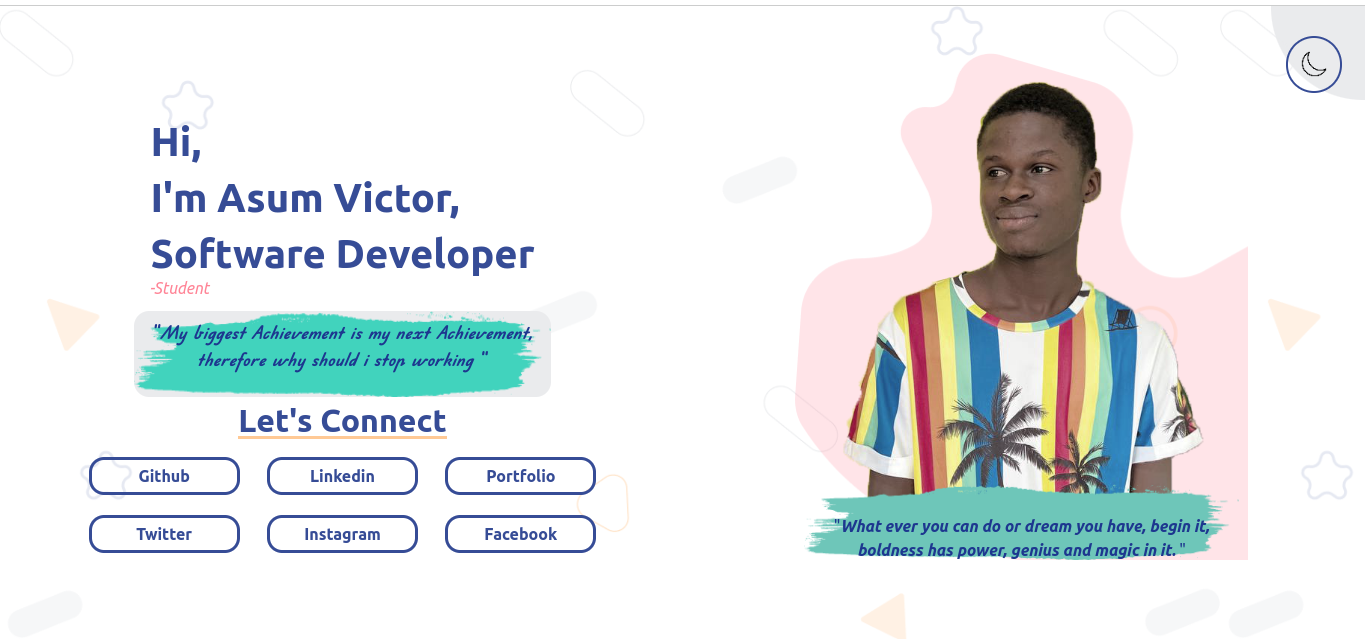 Hi,
I'm Asum Victor,
Software Developer
-Student
"My biggest Achievement is my next Achievement,
therefore why should i stop working "
Let's Connect
Github
Linkedin
Portfolio
Twitter
Instagram
Facebook
"What ever you can do or dream you have, begin it,
boldness has power, genius and magic in it."